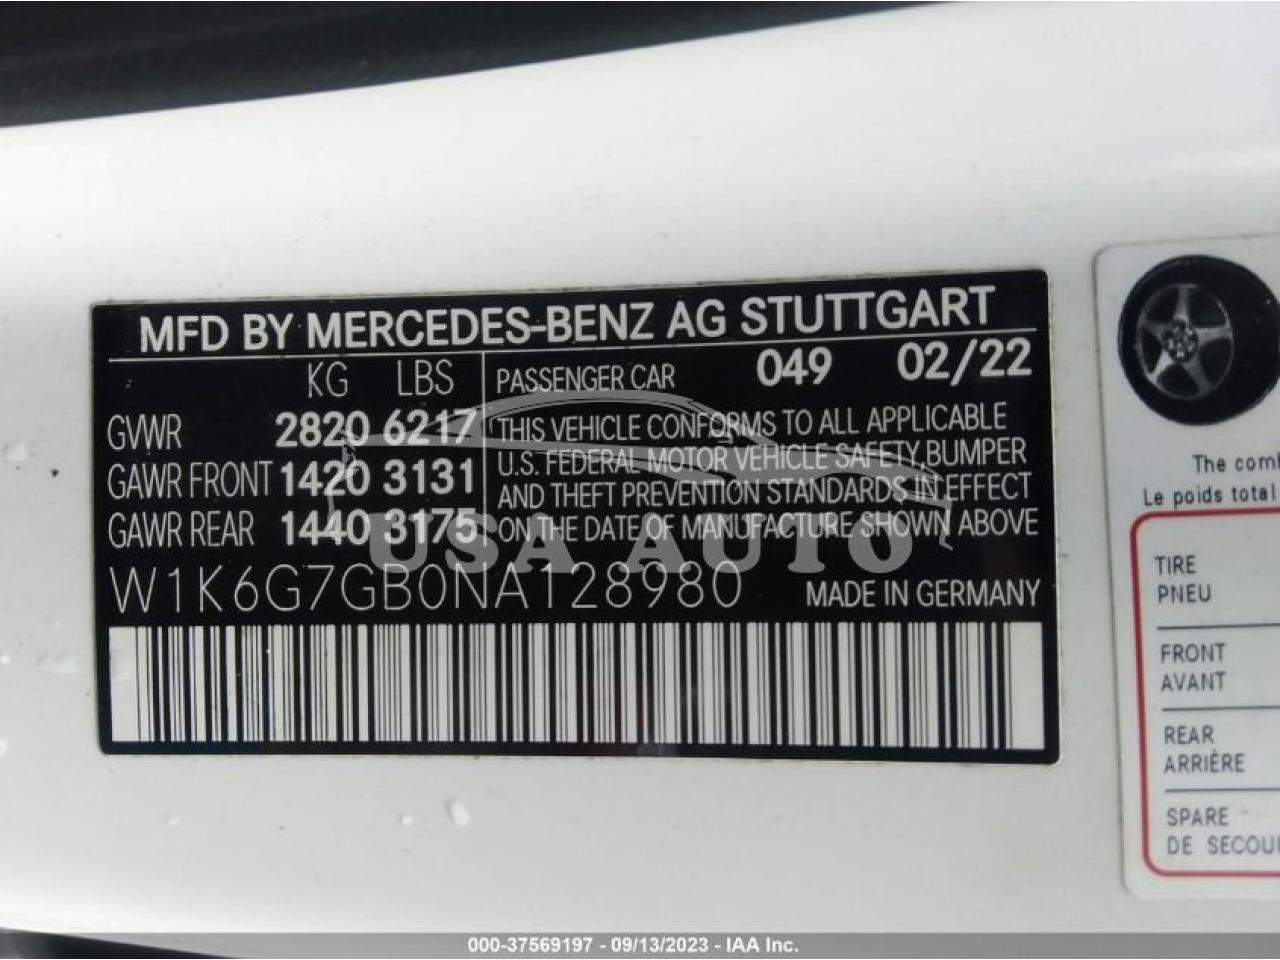 MFD BY MERCEDES-BENZ AG STUTTGART
KG LBS
GVWR 2820 6217
GAWR FRONT 1420 3131
GAWR REAR 1440 3175
PASSENGER CAR 049 02/22
THIS VEHICLE CONFORMS TO ALL APPLICABLE
U.S. FEDERAL MOTOR VEHICLE SAFETY, BUMPER
AND THEFT PREVENTION STANDARDS IN EFFECT
ON THE DATE OF MANUFACTURE SHOWN ABOVE
USA AUTO
W1K6G7GB0NA128980 MADE IN GERMANY
The
Le poids total
TIRE
PNEU
FRONT
AVANT
REAR
ARRIÈRE
SPARE
DE
000-37569197 - 09/13/2023 - IAA Inc.